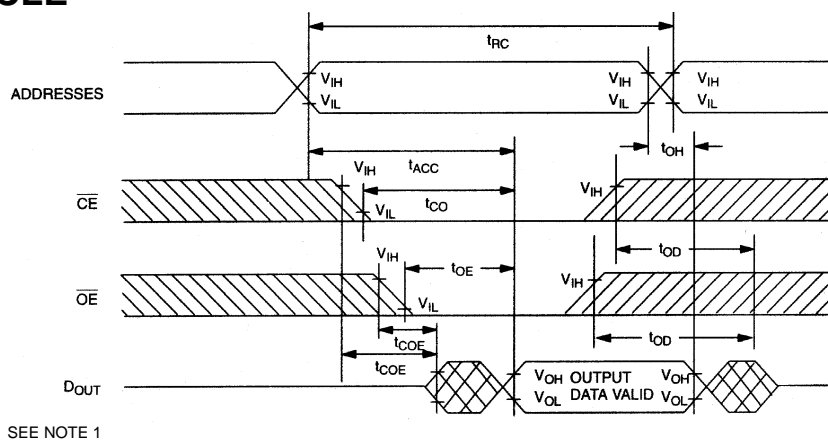 tRC
VIH VIH VIH
ADDRESSES
VIL VIL VIL
tOH
tACC
VIH
VIH
CE
tCO
VIL
tOD
VIH
tOE
VIH
OE
VIL
tOD
tCOE
tCOE
VOH OUTPUT VOH
DOUT
VOL DATA VALID VOL
SEE NOTE 1